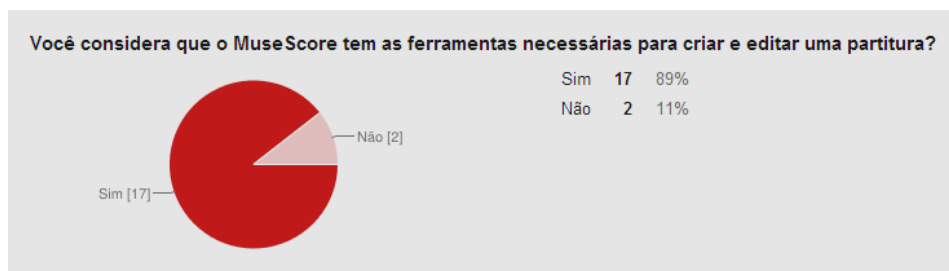 Você considera que o MuseScore tem as ferramentas necessárias para criar e editar uma partitura?
Sim 17 89%
Não 2 11%
Não [2]
Sim [17]